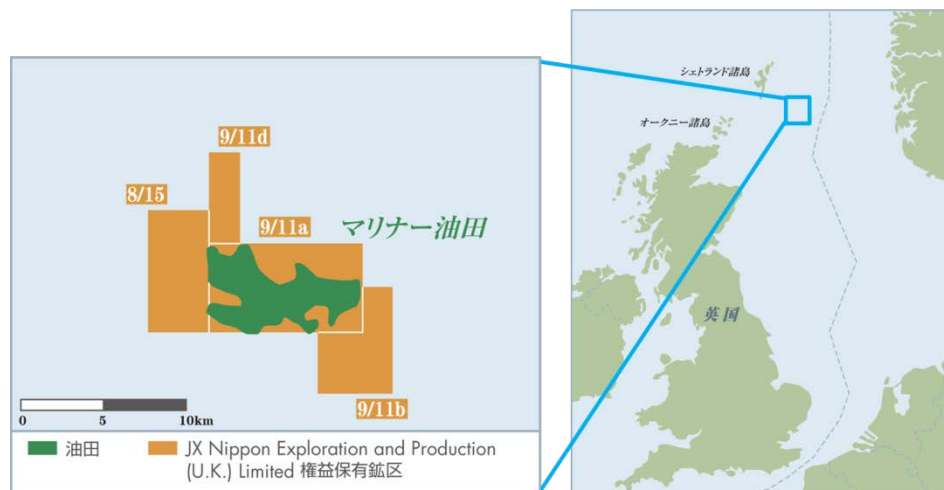 9/11d
8/15
9/11a
マリナー油田
9/11b
0 5 10km
油田
JX Nippon Exploration and Production
(U.K.) Limited 権益保有鉱区
シェトランド諸島
オークニー諸島
英国